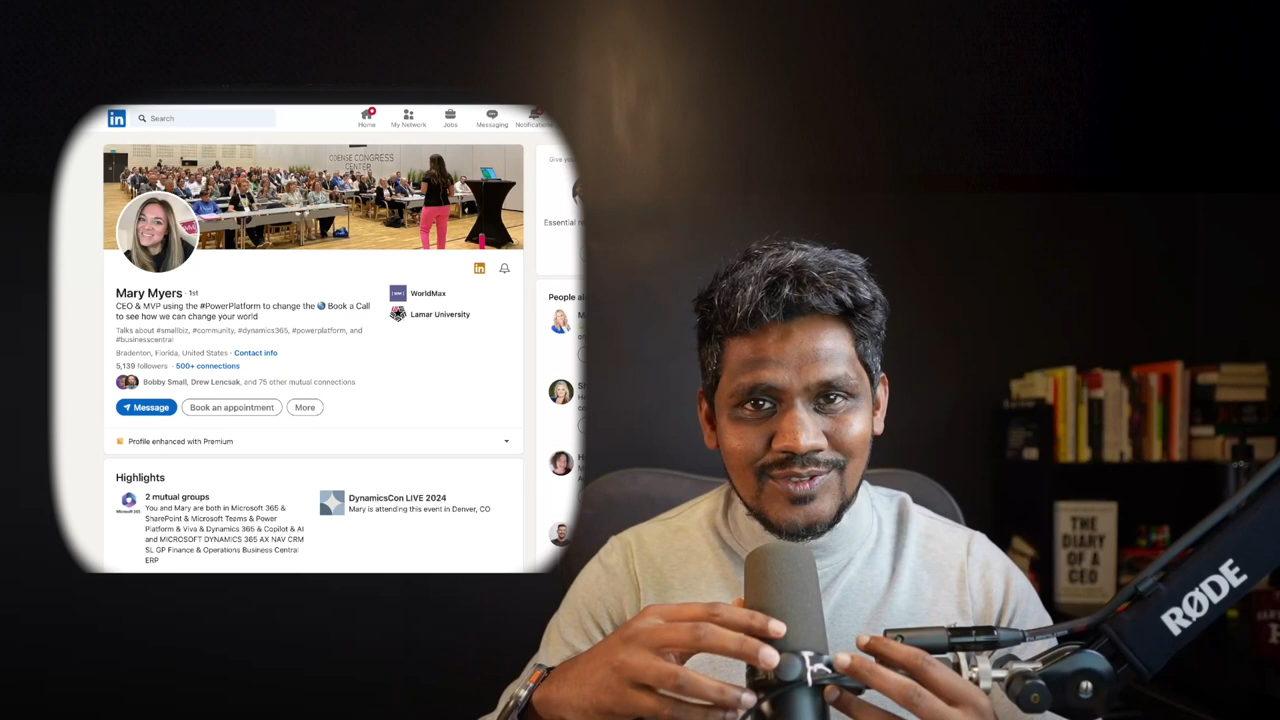 in
Search
Home
My Network
Jobs
Messaging
Notifications
ODENSE CONGRESS
CENTER
Give
Essential
in
Mary Myers · 1st
CEO & MVP using the #PowerPlatform to change the 🌎 Book a Call
to see how we can change your world
WorldMax
Lamar University
Talks about #smallbiz, #community, #dynamics365, #powerplatform, and
#businesscentral
Bradenton, Florida, United States · Contact info
5,139 followers · 500+ connections
Bobby Small, Drew Lencsak, and 75 other mutual connections
Message
Book an appointment
More
Profile enhanced with Premium
People al
Highlights
2 mutual groups
You and Mary are both in Microsoft 365 &
SharePoint & Microsoft Teams & Power
Platform & Viva & Dynamics 365 & Copilot & AI
and MICROSOFT DYNAMICS 365 AX NAV CRM
SL GP Finance & Operations Business Central
ERP
DynamicsCon LIVE 2024
Mary is attending this event in Denver, CO
THE
DIARY
OF A
CEO
RØDE